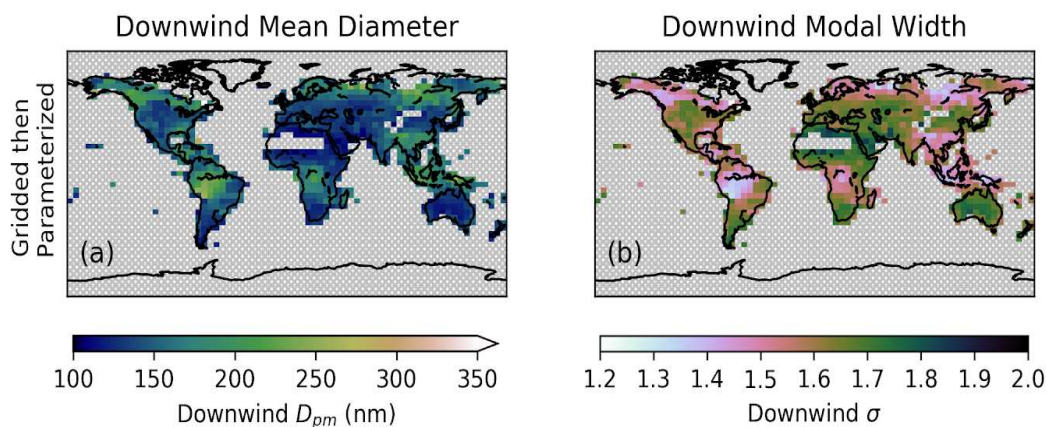 Downwind Mean Diameter
Downwind Modal Width
Gridded then
Parameterized
(a)
(b)
100 150 200 250 300 350
1.2 1.3 1.4 1.5 1.6 1.7 1.8 1.9 2.0
Downwind Dpm (nm)
Downwind σ